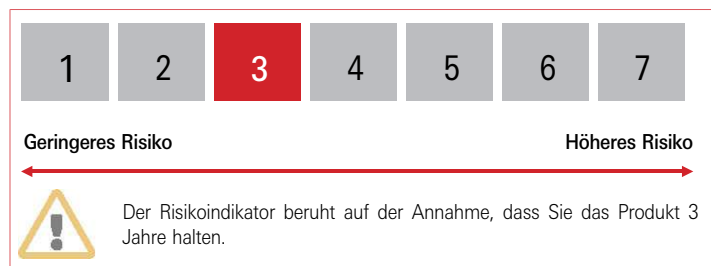 1 2 3 4 5 6 7
Geringeres Risiko Höheres Risiko
Der Risikoindikator beruht auf der Annahme, dass Sie das Produkt 3
Jahre halten.